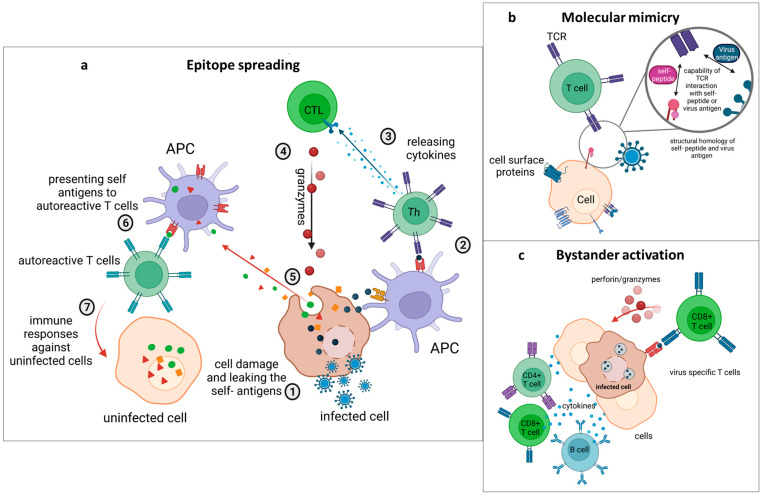 a
Epitope spreading
CTL
3
releasing
cytokines
4
granzymes
APC
presenting self
antigens to
autoreactive T cells
6
Th
2
autoreactive T cells
5
7
immune
responses
against
uninfected cells
APC
cell damage
and leaking the
self- antigens
1
uninfected cell
infected cell
b
Molecular mimicry
TCR
T cell
Virus
antigen
self-
peptide
capability of
TCR
interaction
with self-
peptide or
virus antigen
structural homology
of self- peptide and virus
antigen
cell surface
proteins
Cell
c
Bystander activation
perforin/granzymes
CD8+
T cell
virus specific T cells
infected cell
CD4+
T cell
cytokines
CD8+
T cell
B cell
cells